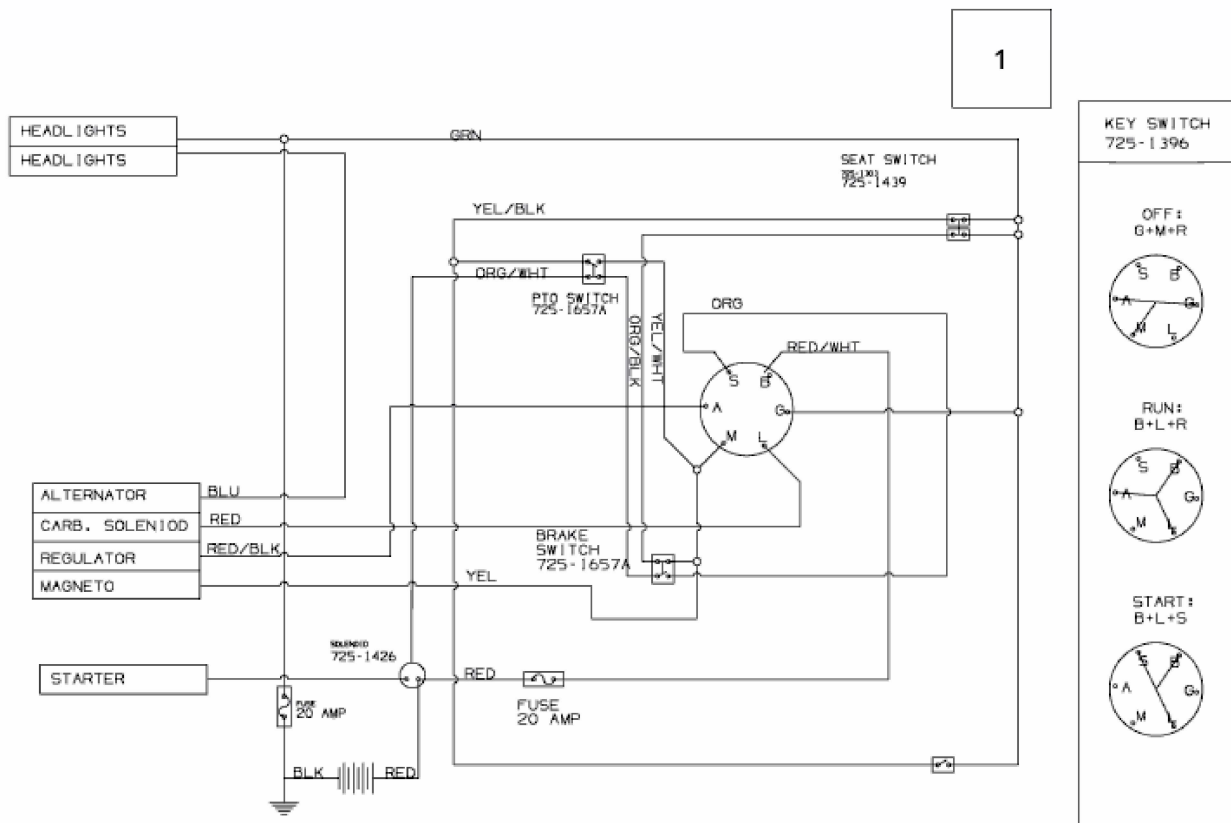 1
KEY SWITCH
725-1396
HEADLIGHTS
HEADLIGHTS
GRN
SEAT SWITCH
725-1439
YEL/BLK
ORG/WHT
PTO SWITCH
725-1657A
ORG/BLK
YEL/WHT
ORG
RED/WHT
S
B
A
G
M
L
OFF:
G+M+R
S
B
A
G
M
L
RUN:
B+L+R
S
B
A
G
M
L
START:
B+L+S
S
B
A
G
M
L
ALTERNATOR
BLU
CARB. SOLENIOD
RED
REGULATOR
RED/BLK
MAGNETO
YEL
BRAKE
SWITCH
725-1657A
SOLENOID
725-1426
STARTER
RED
FUSE
20 AMP
FUSE
20 AMP
BLK
RED